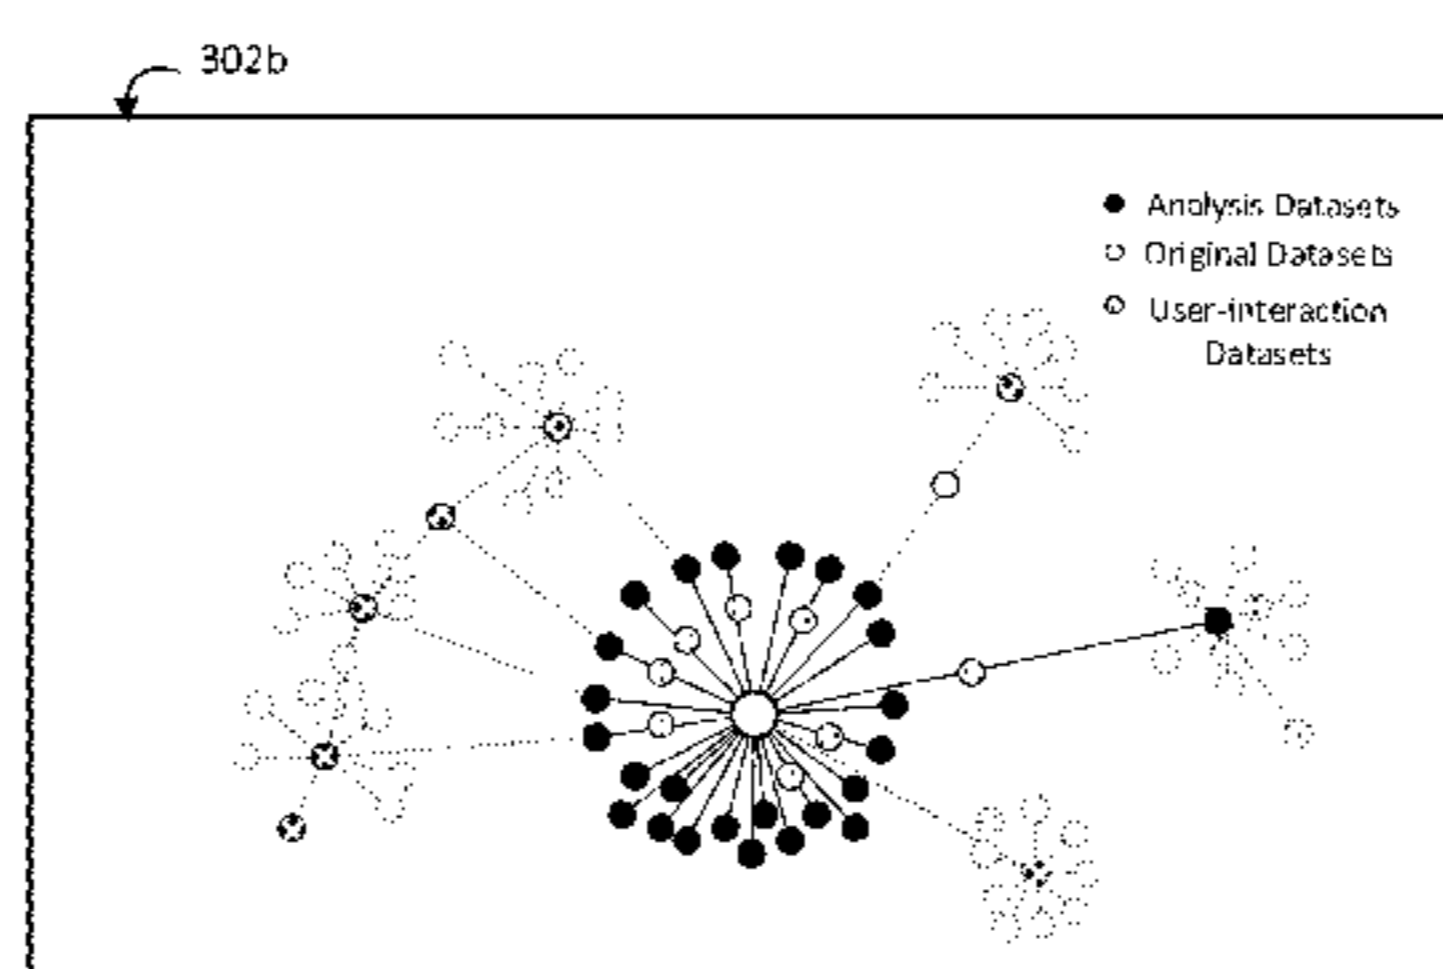 302b
Analysis Datasets
Original Datasets
User-interaction
Datasets